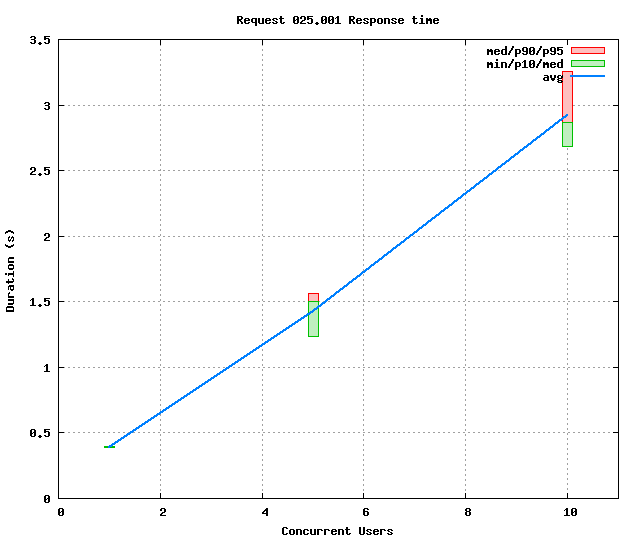 Request 025.001 Response time
med/p90/p95
min/p10/med
avg
3.5
3
2.5
2
1.5
1
0.5
0
0 2 4 6 8 10
Duration (s)
Concurrent Users